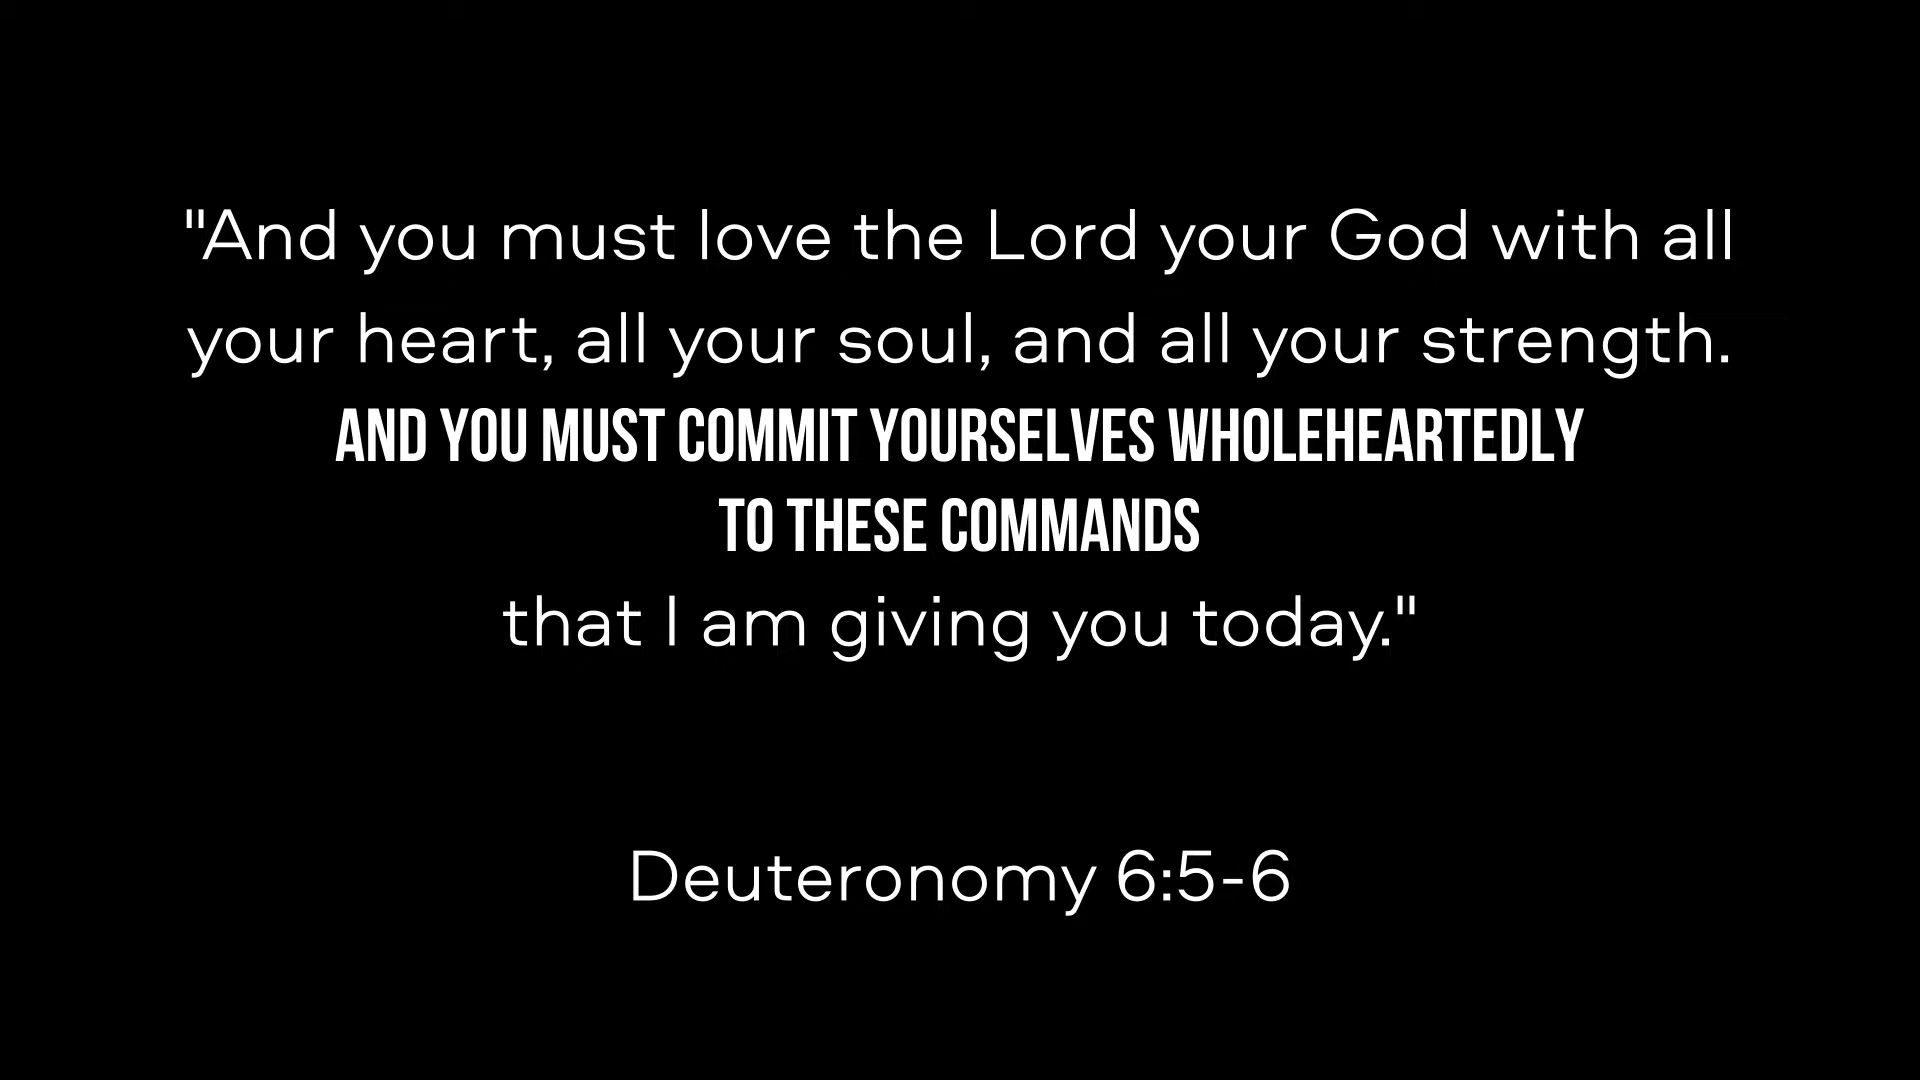 "And you must love the Lord your God with all
your heart, all your soul, and all your strength.
AND YOU MUST COMMIT YOURSELVES WHOLEHEARTEDLY
TO THESE COMMANDS
that I am giving you today."
Deuteronomy 6:5-6